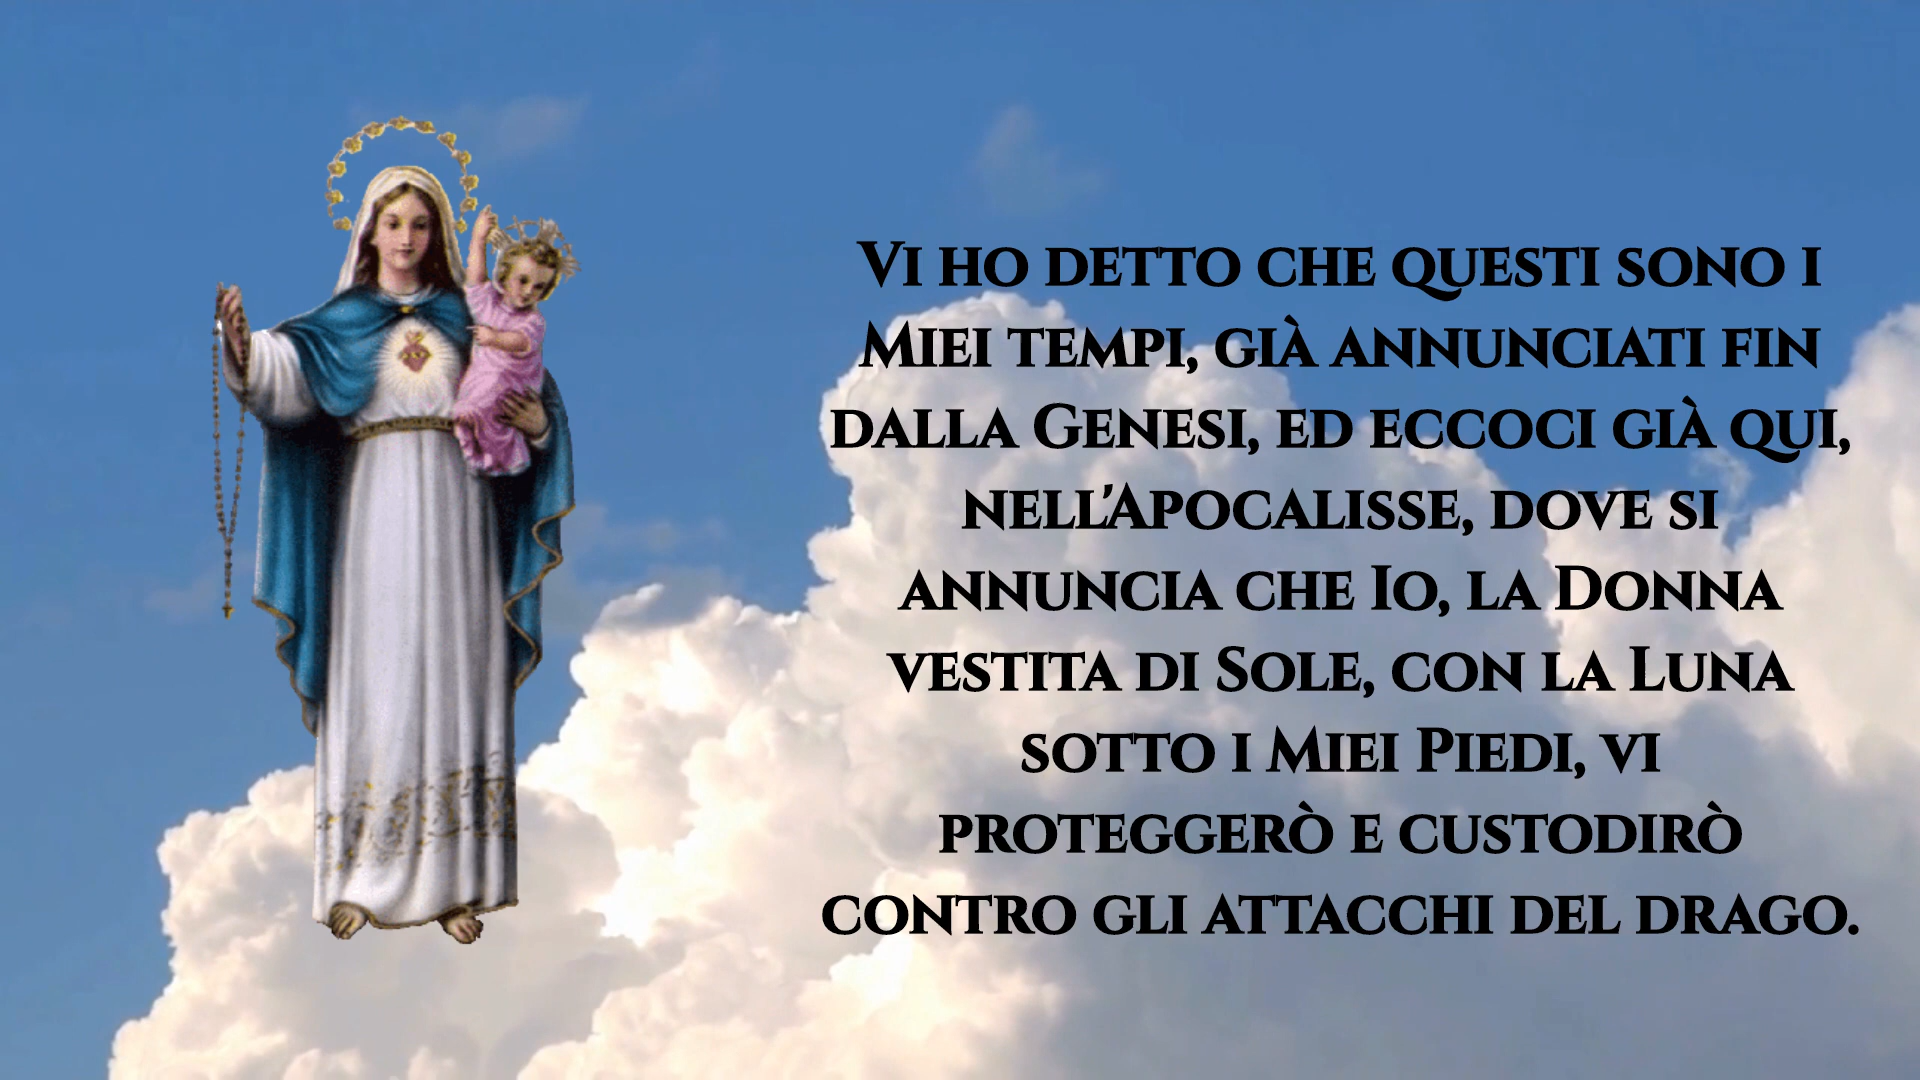 Vi ho detto che questi sono i
Miei tempi, già annunciati fin
dalla Genesi, ed eccoci già qui,
nell'Apocalisse, dove si
annuncia che Io, la Donna
vestita di Sole, con la Luna
sotto i Miei Piedi, vi
proteggerò e custodirò
contro gli attacchi del drago.